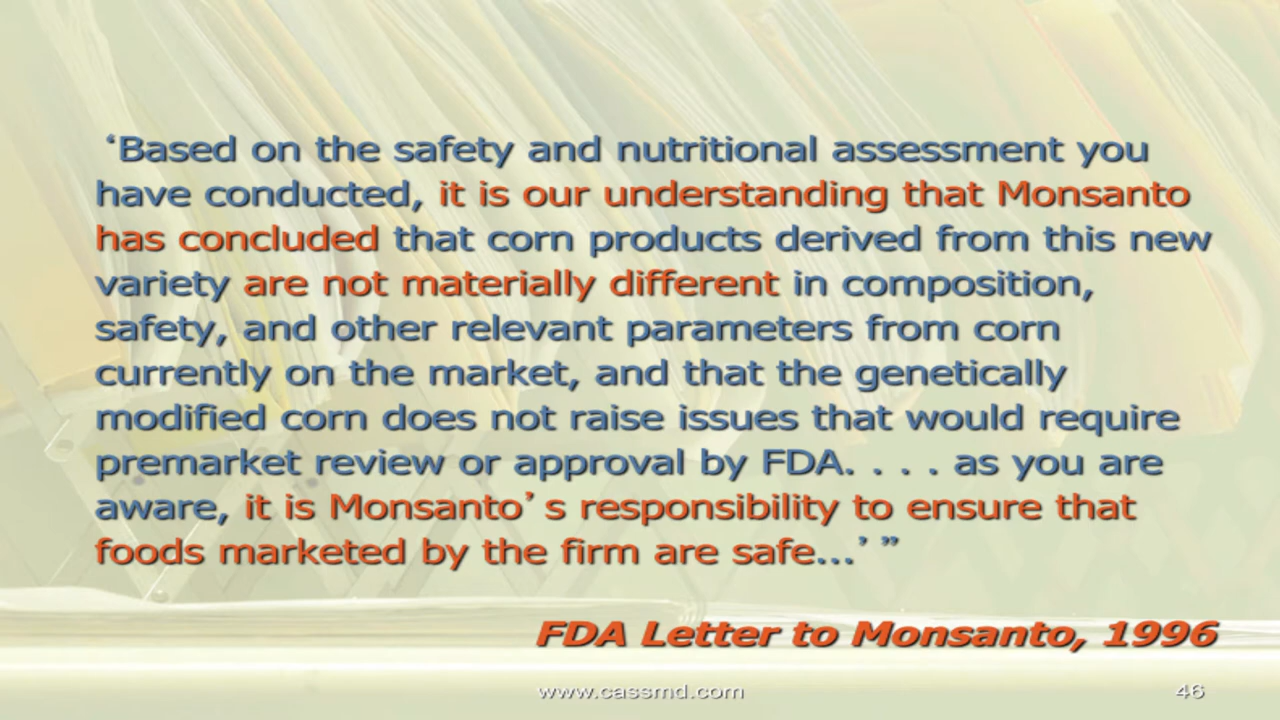 ‘Based on the safety and nutritional assessment you
have conducted, it is our understanding that Monsanto
has concluded that corn products derived from this new
variety are not materially different in composition,
safety, and other relevant parameters from corn
currently on the market, and that the genetically
modified corn does not raise issues that would require
premarket review or approval by FDA. . . . as you are
aware, it is Monsanto’s responsibility to ensure that
foods marketed by the firm are safe...’ ”
FDA Letter to Monsanto, 1996
www.cassmd.com
46